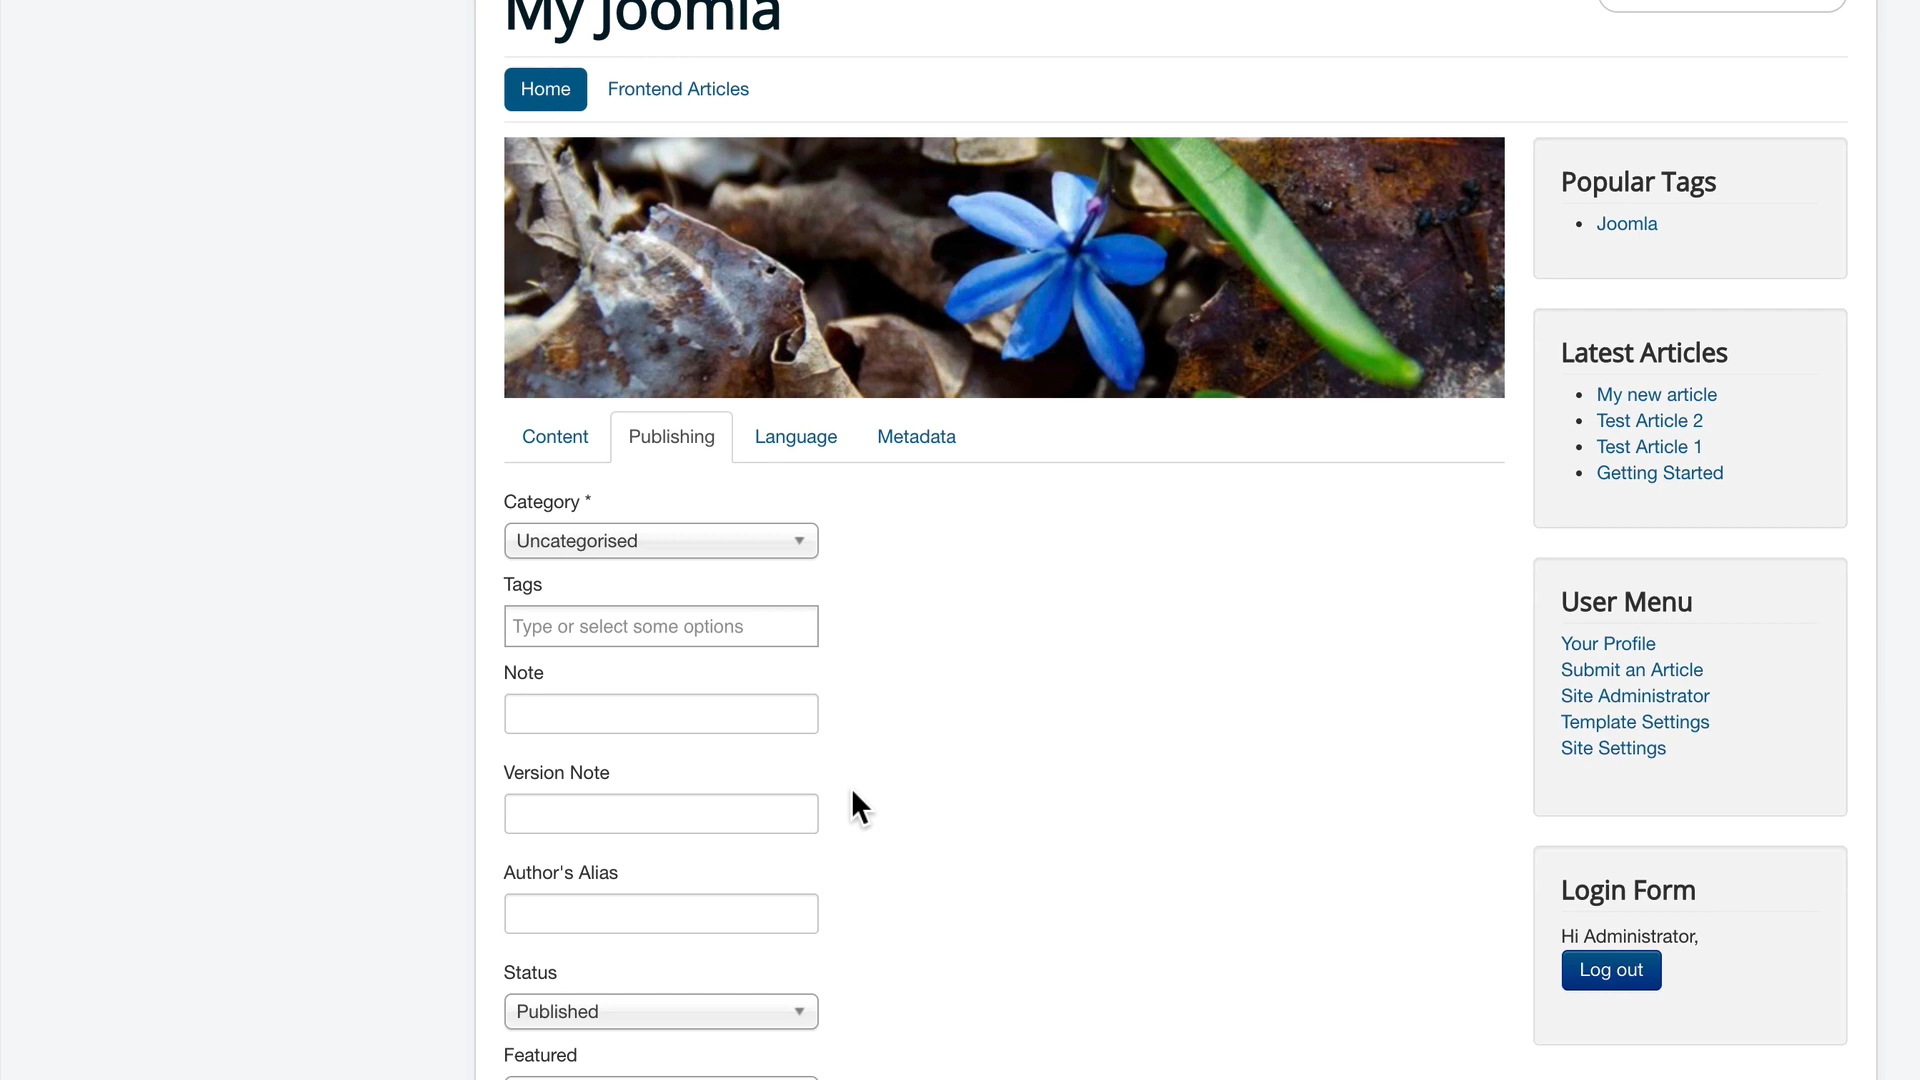 My Joomla
Home
Frontend Articles
Content
Publishing
Language
Metadata
Category *
Uncategorised
Tags
Type or select some options
Note
Version Note
Author's Alias
Status
Published
Featured
Popular Tags
Joomla
Latest Articles
My new article
Test Article 2
Test Article 1
Getting Started
User Menu
Your Profile
Submit an Article
Site Administrator
Template Settings
Site Settings
Login Form
Hi Administrator,
Log out